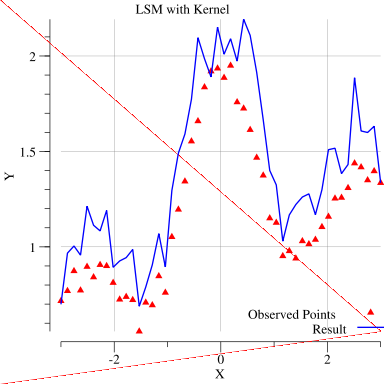 LSM with Kernel
2
1.5
1
Y
Observed Points
Result
-2
0
2
X